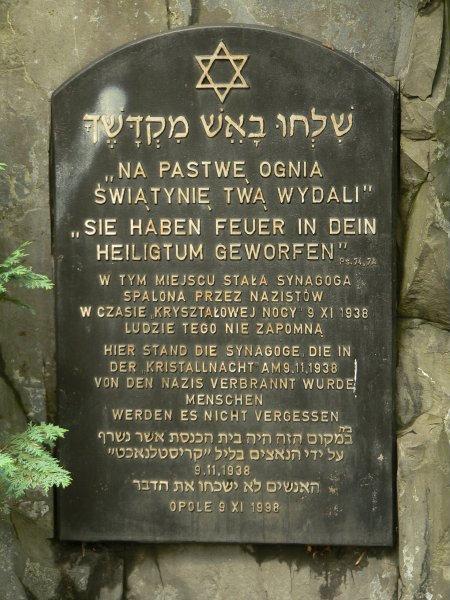 שִׁלְחוּ בָאֵשׁ מִקְדָּשֶׁךָ
„NA PASTWĘ OGNIA
ŚWIĄTYNIĘ TWĄ WYDALI"
„SIE HABEN FEUER IN DEIN
HEILIGTUM GEWORFEN"
Ps. 74, 7a
W TYM MIEJSCU STAŁA SYNAGOGA
SPALONA PRZEZ NAZISTÓW
W CZASIE „KRYSZTAŁOWEJ NOCY" 9 XI 1938
LUDZIE TEGO NIE ZAPOMNĄ
HIER STAND DIE SYNAGOGE, DIE IN
DER „KRISTALLNACHT" AM 9.11.1938
VON DEN NAZIS VERBRANNT WURDE
MENSCHEN
WERDEN ES NICHT VERGESSEN
במקום הזה היה בית הכנסת אשר נשרף
על ידי הנאצים בליל "קריסטלנאכט"
9.11.1938
האנשים לא ישכחו את הדבר
OPOLE 9 XI 1998